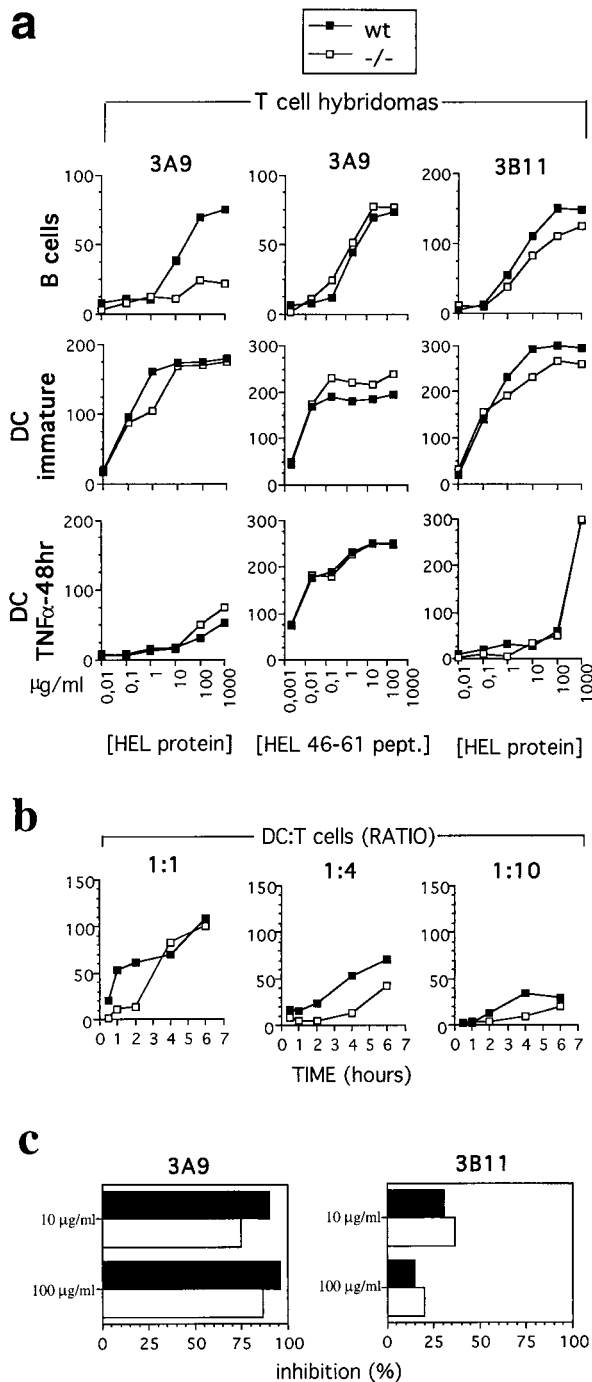 a
wt
-/-
T cell hybridomas
3A9
3A9
3B11
B cells
100
50
0
100
50
0
200
150
100
50
0
DC
immature
200
100
0
300
200
100
0
300
200
100
0
DC
TNFα-48hr
200
150
100
50
0
300
200
100
0
300
200
100
0
μg/ml
0,01
0,1
1
10
100
1000
0,001
0,01
0,1
1
10
100
0,01
0,1
1
10
100
1000
[HEL protein]
[HEL 46-61 pept.]
[HEL protein]
b
DC:T cells (RATIO)
1:1
1:4
1:10
150
100
50
0
150
100
50
0
150
100
50
0
0 1 2 3 4 5 6 7
0 1 2 3 4 5 6 7
0 1 2 3 4 5 6 7
TIME (hours)
c
3A9
3B11
10 μg/ml
100 μg/ml
10 μg/ml
100 μg/ml
0 25 50 75 100
0 25 50 75 100
inhibition (%)